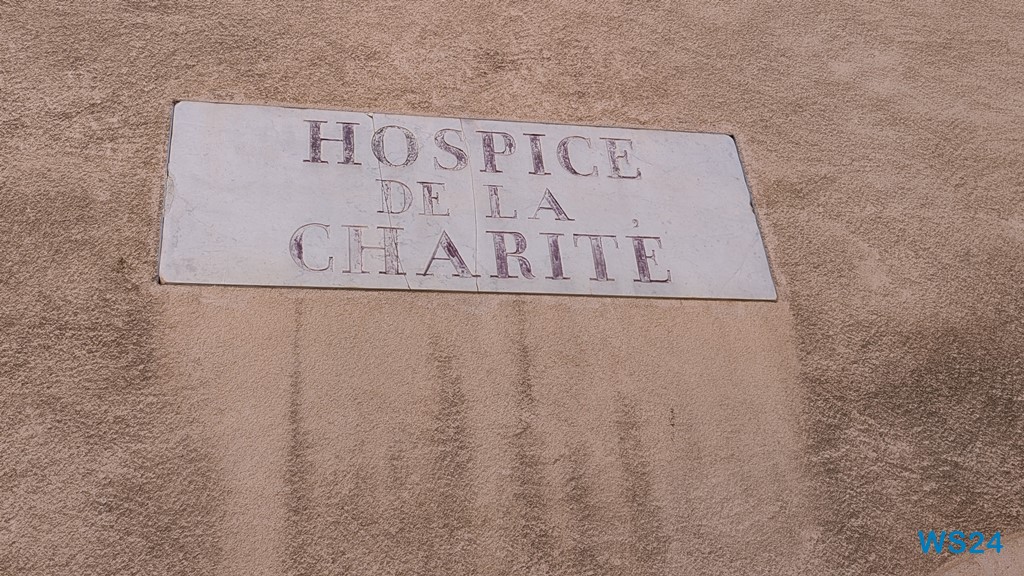 HOSPICE
DE LA
CHARITÉ
WS24